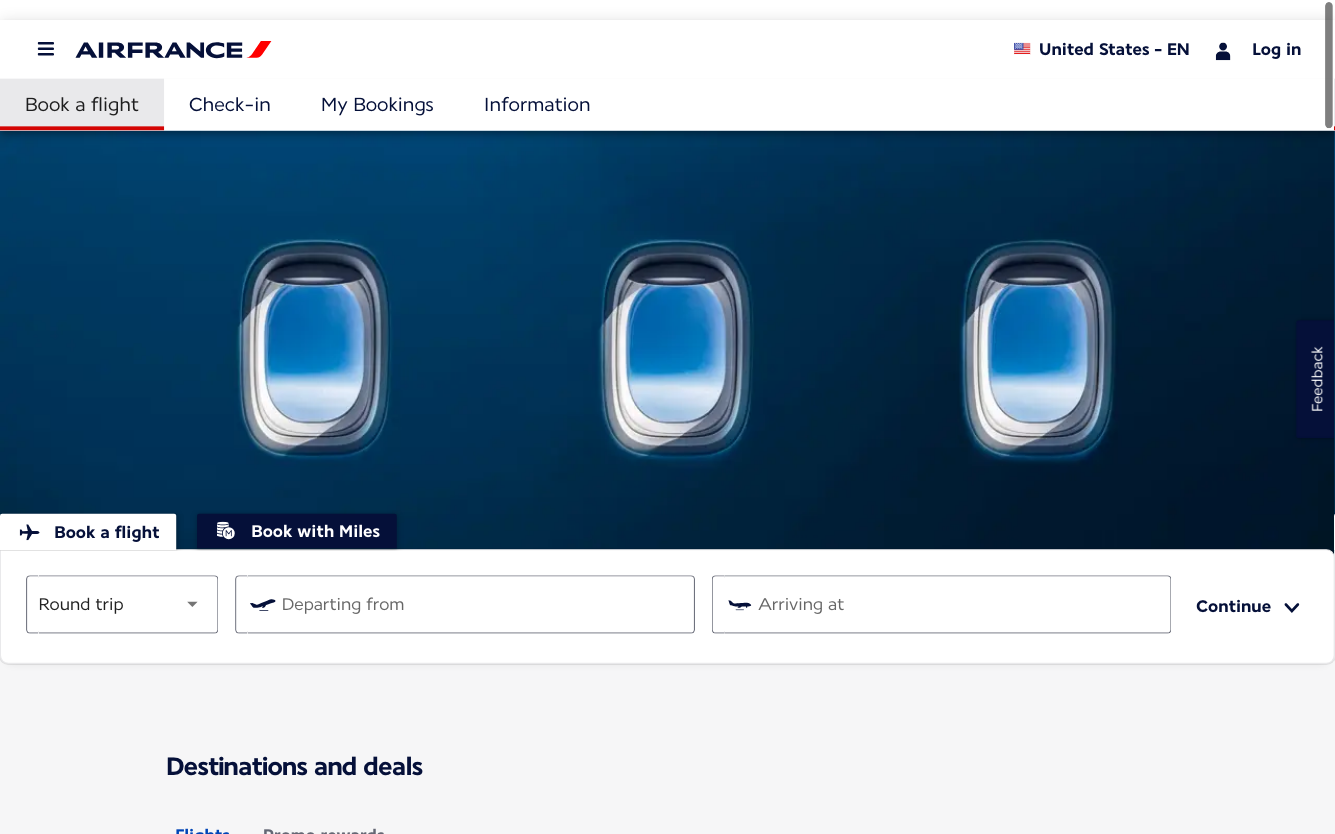 AIRFRANCE
United States - EN
Log in
Book a flight
Check-in
My Bookings
Information
Feedback
Book a flight
Book with Miles
Round trip
Departing from
Arriving at
Continue
Destinations and deals
Flights
Promo rewards